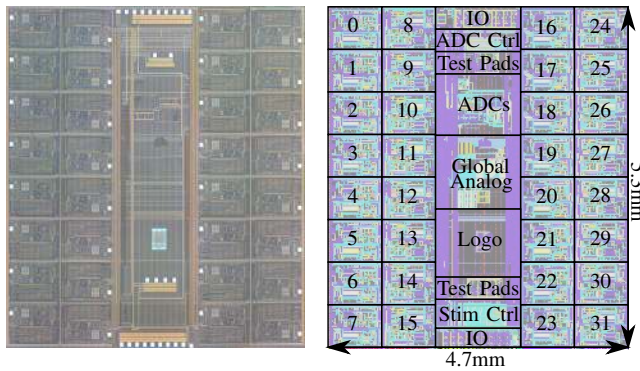 0 8 IO 16 24
ADC Ctrl
1 9 Test Pads 17 25
2 10 ADCs 18 26
3 11 Global 19 27
Analog
4 12 20 28
5 13 Logo 21 29
6 14 Test Pads 22 30
7 15 Stim Ctrl 23 31
IO
4.7mm